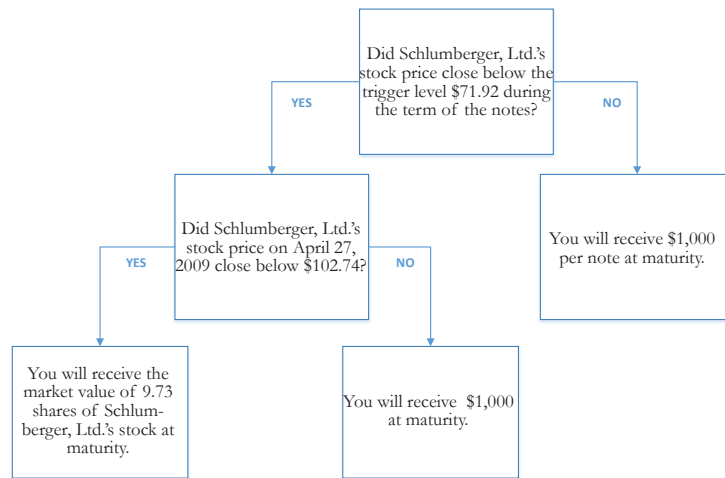 Did Schlumberger, Ltd.'s
stock price close below the
trigger level $71.92 during
the term of the notes?
YES
NO
Did Schlumberger, Ltd.'s
stock price on April 27,
2009 close below $102.74?
You will receive $1,000
per note at maturity.
YES
NO
You will receive the
market value of 9.73
shares of Schlum-
berger, Ltd.'s stock at
maturity.
You will receive $1,000
at maturity.